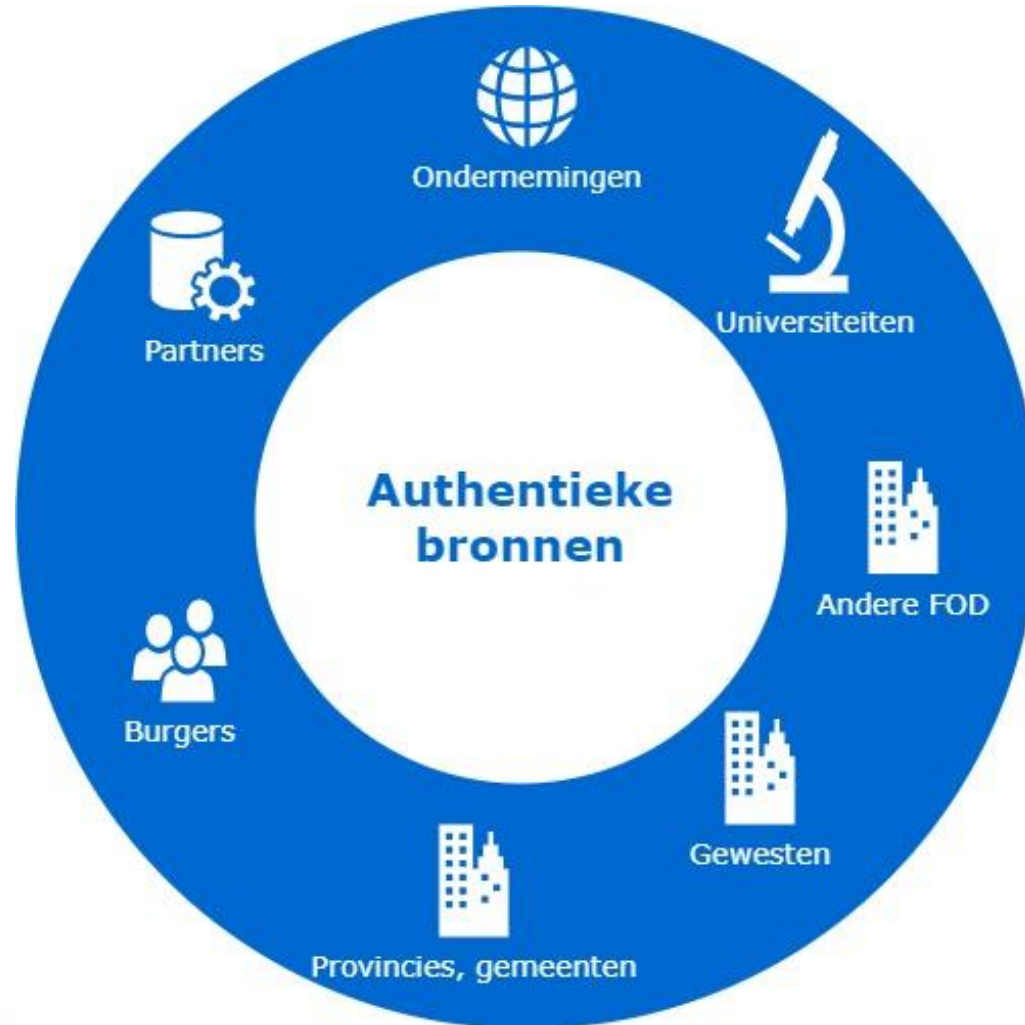 Ondernemingen
Universiteiten
Partners
Authentieke
bronnen
Andere FOD
Burgers
Gewesten
Provincies, gemeenten